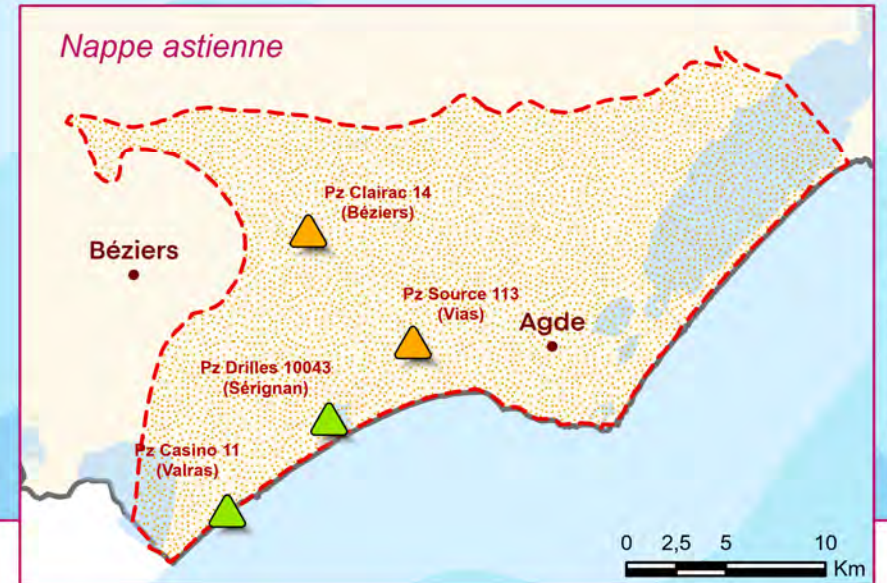 Nappe astienne
Pz Clairac 14
(Béziers)
Béziers
Pz Source 113
(Vias)
Agde
Pz Drilles 10043
(Sérignan)
Pz Casino 11
(Valras)
0 2,5 5 10
Km